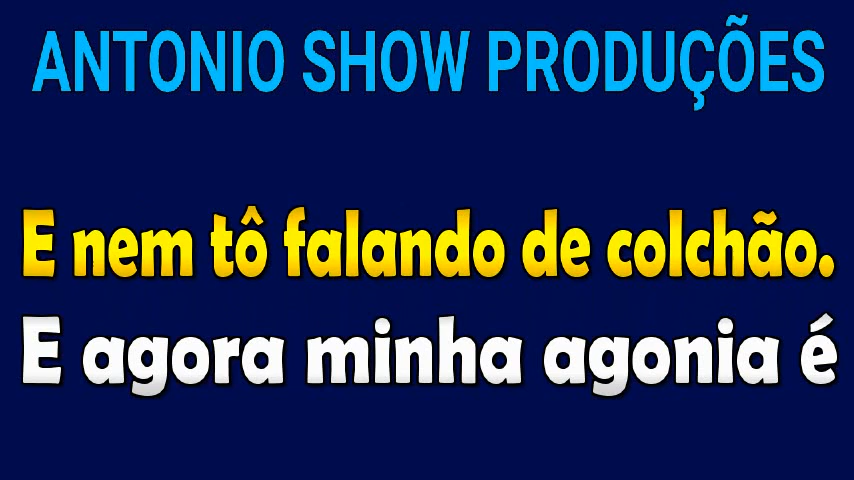 ANTONIO SHOW PRODUÇÕES
E nem tô falando de colchão.
E agora minha agonia é